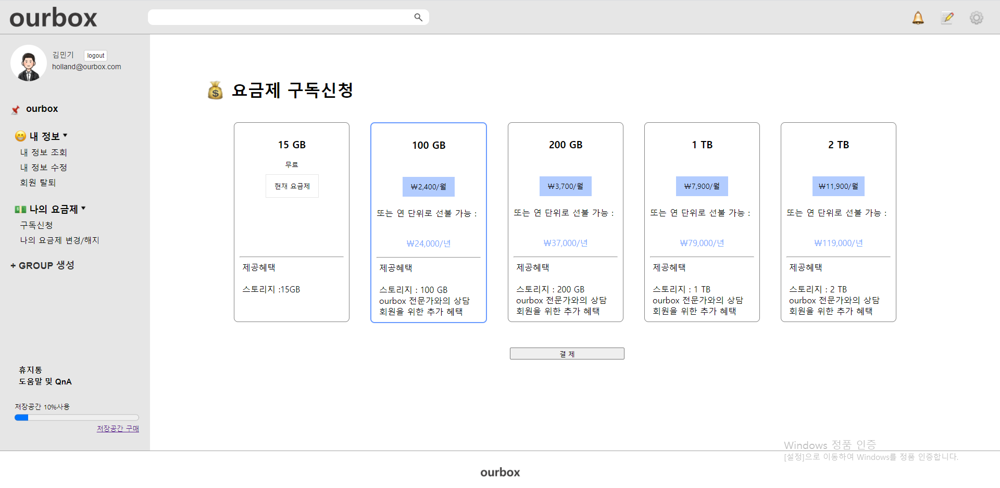 ourbox
김민기 logout
holland@ourbox.com
ourbox
내 정보 ▾
내 정보 조회
내 정보 수정
회원 탈퇴
나의 요금제 ▾
구독신청
나의 요금제 변경/해지
+ GROUP 생성
휴지통
도움말 및 QnA
저장공간 10%사용
저장공간 구매
요금제 구독신청
15 GB
무료
현재 요금제
제공혜택
스토리지 :15GB
100 GB
₩2,400/월
또는 연 단위로 선불 가능 :
₩24,000/년
제공혜택
스토리지 : 100 GB
ourbox 전문가와의 상담
회원을 위한 추가 혜택
200 GB
₩3,700/월
또는 연 단위로 선불 가능 :
₩37,000/년
제공혜택
스토리지 : 200 GB
ourbox 전문가와의 상담
회원을 위한 추가 혜택
1 TB
₩7,900/월
또는 연 단위로 선불 가능 :
₩79,000/년
제공혜택
스토리지 : 1 TB
ourbox 전문가와의 상담
회원을 위한 추가 혜택
2 TB
₩11,900/월
또는 연 단위로 선불 가능 :
₩119,000/년
제공혜택
스토리지 : 2 TB
ourbox 전문가와의 상담
회원을 위한 추가 혜택
결 제
Windows 정품 인증
[설정]으로 이동하여 Windows를 정품 인증합니다.
ourbox